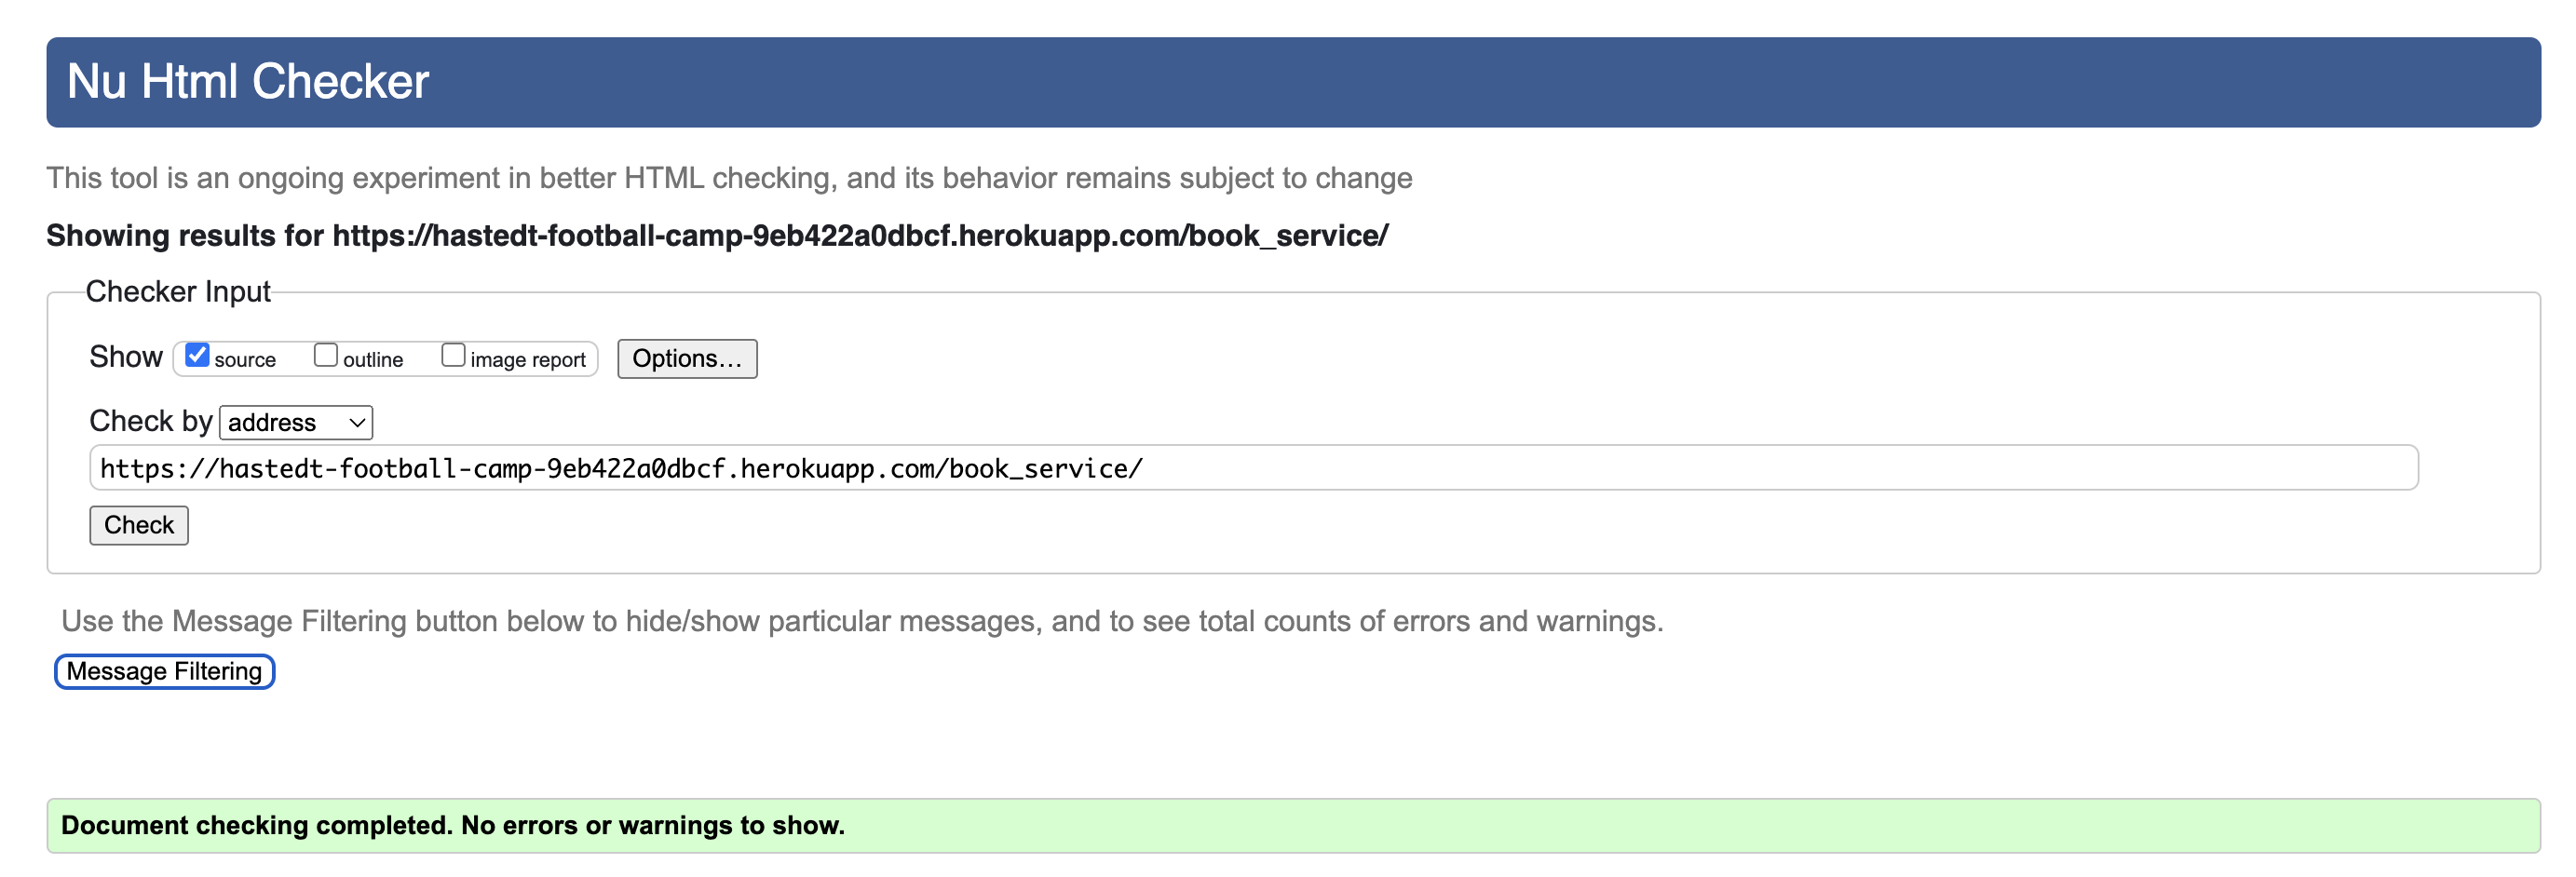 Nu Html Checker
This tool is an ongoing experiment in better HTML checking, and its behavior remains subject to change
Showing results for https://hastedt-football-camp-9eb422a0dbcf.herokuapp.com/book_service/
Checker Input
Show source outline image report Options...
Check by address
https://hastedt-football-camp-9eb422a0dbcf.herokuapp.com/book_service/
Check
Use the Message Filtering button below to hide/show particular messages, and to see total counts of errors and warnings.
Message Filtering
Document checking completed. No errors or warnings to show.